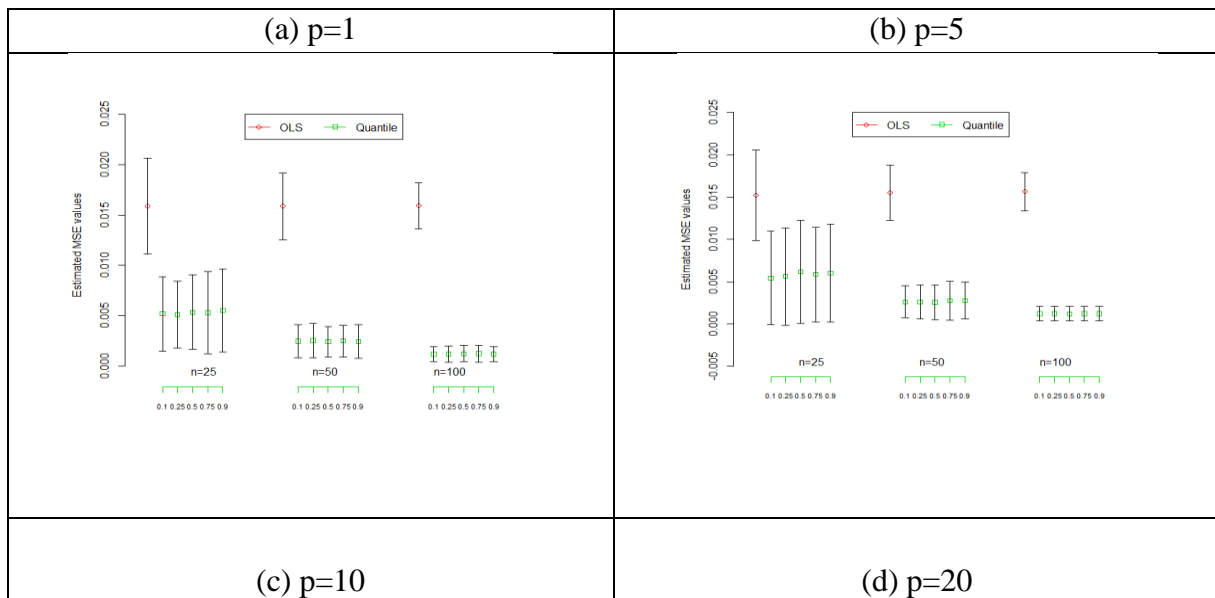 (a) p=1
(b) p=5
Estimated MSE values
0.000 0.005 0.010 0.015 0.020 0.025
OLS Quantile
n=25 n=50 n=100
0.1 0.25 0.5 0.75 0.9 0.1 0.25 0.5 0.75 0.9 0.1 0.25 0.5 0.75 0.9
Estimated MSE values
-0.005 0.000 0.005 0.010 0.015 0.020 0.025
OLS Quantile
n=25 n=50 n=100
0.1 0.25 0.5 0.75 0.9 0.1 0.25 0.5 0.75 0.9 0.1 0.25 0.5 0.75 0.9
(c) p=10
(d) p=20